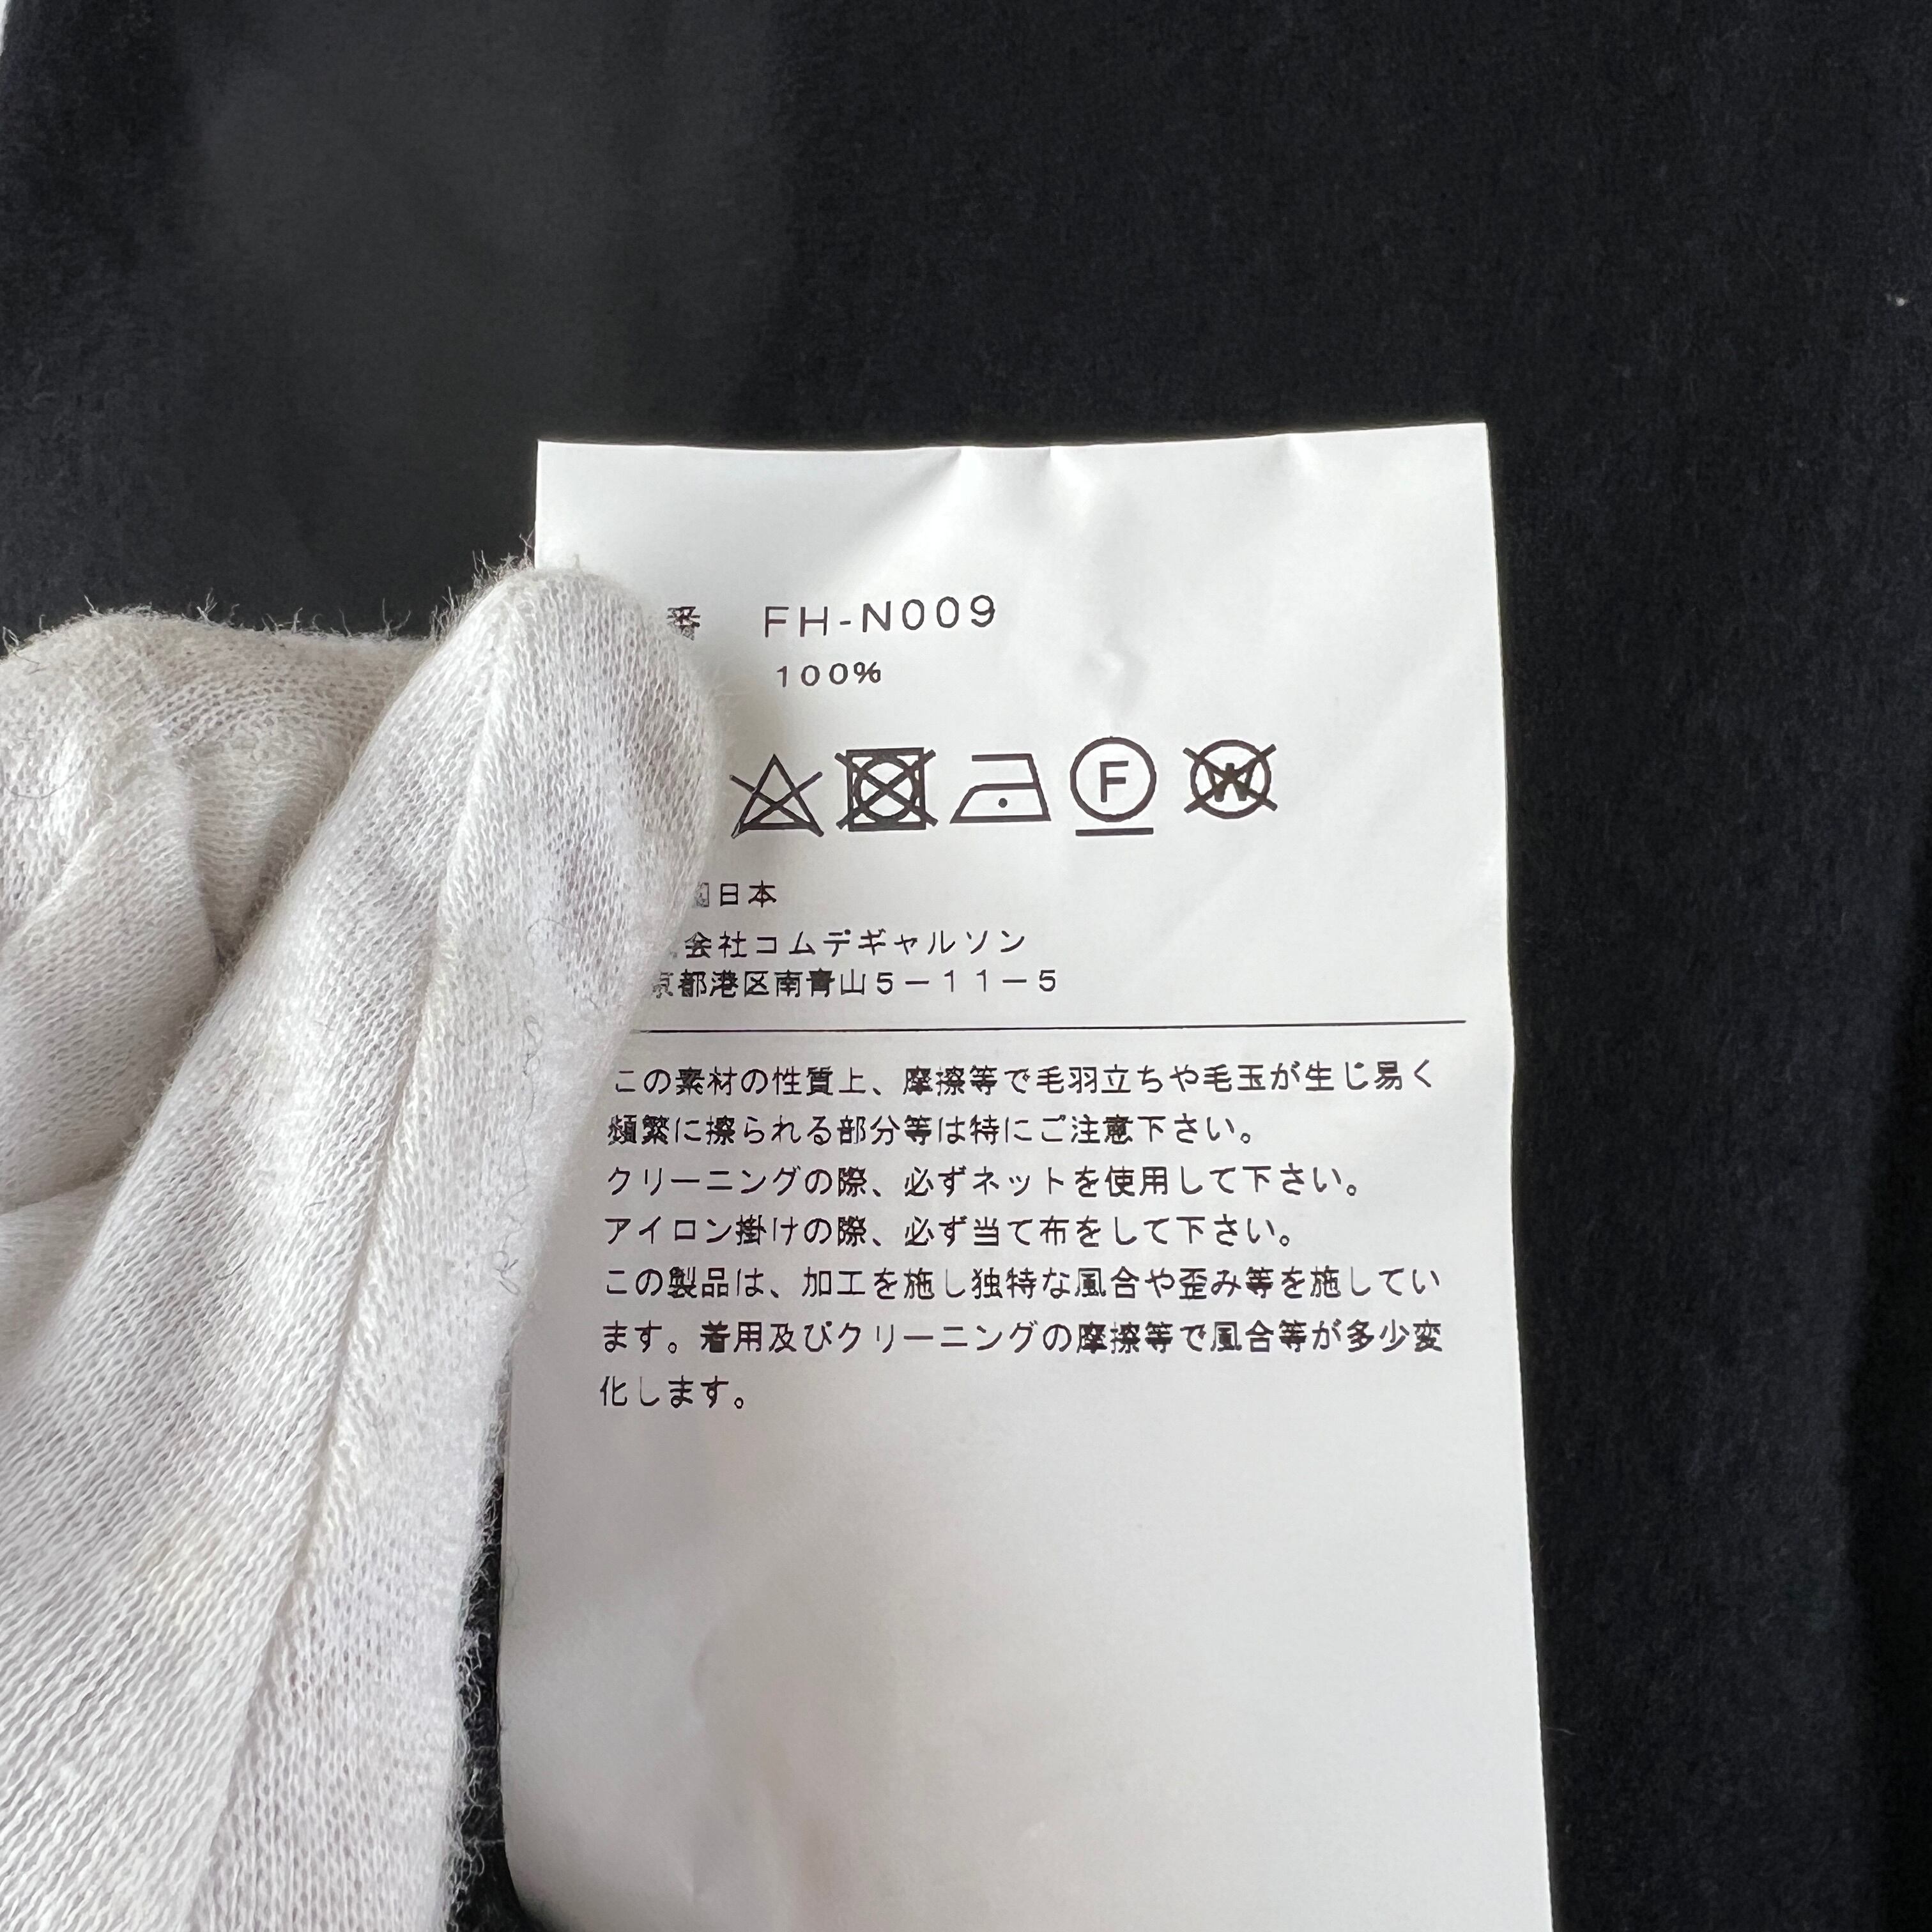 番 FH-N009
100%
F W
国日本
会社コムデギャルソン
京都港区南青山5-11-5
この素材の性質上、摩擦等で毛羽立ちや毛玉が生じ易く
頻繁に擦られる部分等は特にご注意下さい。
クリーニングの際、必ずネットを使用して下さい。
アイロン掛けの際、必ず当て布をして下さい。
この製品は、加工を施し独特な風合や歪み等を施してい
ます。着用及びクリーニングの摩擦等で風合等が多少変
化します。